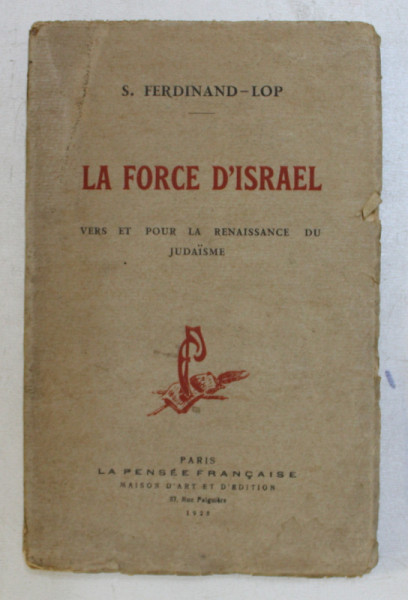 S. FERDINAND-LOP
LA FORCE D'ISRAEL
VERS ET POUR LA RENAISSANCE DU
JUDAÏSME
PARIS
LA PENSÉE FRANÇAISE
MAISON D'ART ET D'ÉDITION
Rue